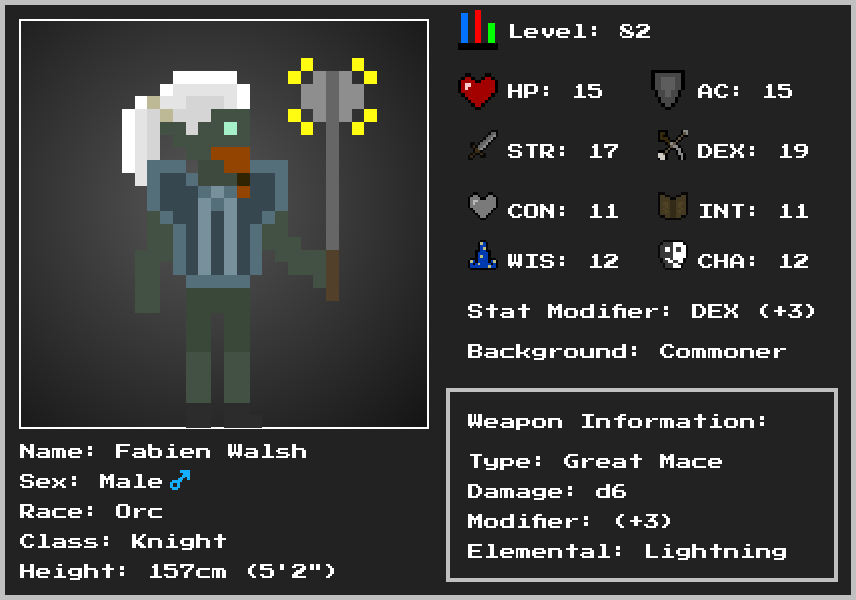 Level: 82
HP: 15
AC: 15
STR: 17
DEX: 19
CON: 11
INT: 11
WIS: 12
CHA: 12
Stat Modifier: DEX (+3)
Background: Commoner
Weapon Information:
Type: Great Mace
Damage: d6
Modifier: (+3)
Elemental: Lightning
Name: Fabien Walsh
Sex: Male ♂
Race: Orc
Class: Knight
Height: 157cm (5'2")